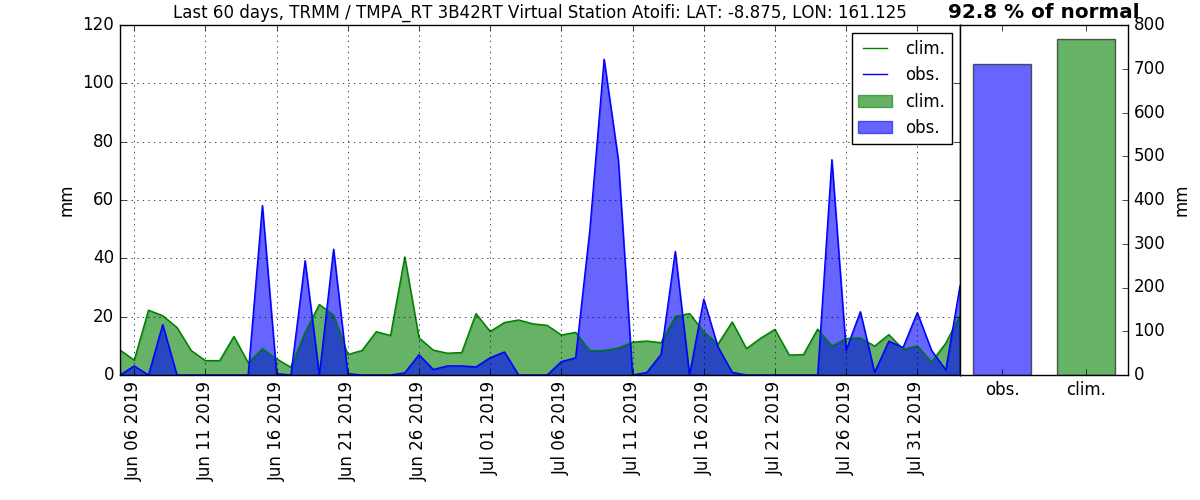 Last 60 days, TRMM / TMPA_RT 3B42RT Virtual Station Atoifi: LAT: -8.875, LON: 161.125
92.8 % of normal
120
100
80
60
40
20
0
mm
clim.
obs.
clim.
obs.
Jun 06 2019
Jun 11 2019
Jun 16 2019
Jun 21 2019
Jun 26 2019
Jul 01 2019
Jul 06 2019
Jul 11 2019
Jul 16 2019
Jul 21 2019
Jul 26 2019
Jul 31 2019
800
700
600
500
400
300
200
100
0
mm
obs.
clim.